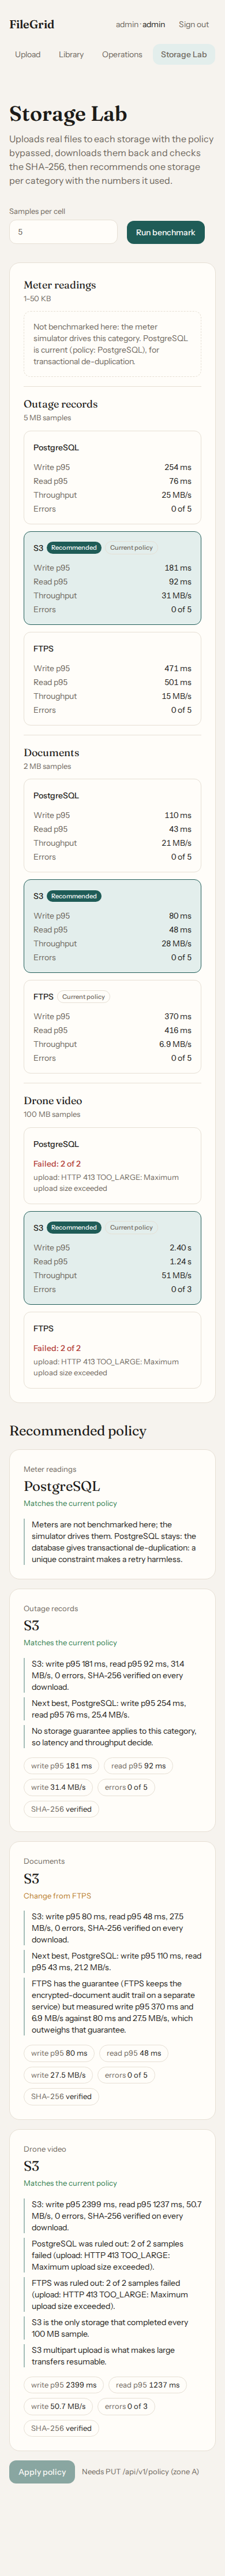 FileGrid
admin · admin
Sign out
Upload
Library
Operations
Storage Lab
Storage Lab
Uploads real files to each storage with the policy
bypassed, downloads them back and checks
the SHA-256, then recommends one storage
per category with the numbers it used.
Samples per cell
5
Run benchmark
Meter readings
1–50 KB
Not benchmarked here: the meter
simulator drives this category. PostgreSQL
is current (policy: PostgreSQL), for
transactional de-duplication.
Outage records
5 MB samples
PostgreSQL
Write p95 254 ms
Read p95 76 ms
Throughput 25 MB/s
Errors 0 of 5
S3 Recommended Current policy
Write p95 181 ms
Read p95 92 ms
Throughput 31 MB/s
Errors 0 of 5
FTPS
Write p95 471 ms
Read p95 501 ms
Throughput 15 MB/s
Errors 0 of 5
Documents
2 MB samples
PostgreSQL
Write p95 110 ms
Read p95 43 ms
Throughput 21 MB/s
Errors 0 of 5
S3 Recommended
Write p95 80 ms
Read p95 48 ms
Throughput 28 MB/s
Errors 0 of 5
FTPS Current policy
Write p95 370 ms
Read p95 416 ms
Throughput 6.9 MB/s
Errors 0 of 5
Drone video
100 MB samples
PostgreSQL
Failed: 2 of 2
upload: HTTP 413 TOO_LARGE: Maximum
upload size exceeded
S3 Recommended Current policy
Write p95 2.40 s
Read p95 1.24 s
Throughput 51 MB/s
Errors 0 of 3
FTPS
Failed: 2 of 2
upload: HTTP 413 TOO_LARGE: Maximum
upload size exceeded
Recommended policy
Meter readings
PostgreSQL
Matches the current policy
Meters are not benchmarked here; the
simulator drives them. PostgreSQL stays: the
database gives transactional de-duplication: a
unique constraint makes a retry harmless.
Outage records
S3
Matches the current policy
S3: write p95 181 ms, read p95 92 ms, 31.4
MB/s, 0 errors, SHA-256 verified on every
download.
Next best, PostgreSQL: write p95 254 ms,
read p95 76 ms, 25.4 MB/s.
No storage guarantee applies to this category,
so latency and throughput decide.
write p95 181 ms
read p95 92 ms
write 31.4 MB/s
errors 0 of 5
SHA-256 verified
Documents
S3
Change from FTPS
S3: write p95 80 ms, read p95 48 ms, 27.5
MB/s, 0 errors, SHA-256 verified on every
download.
Next best, PostgreSQL: write p95 110 ms, read
p95 43 ms, 21.2 MB/s.
FTPS has the guarantee (FTPS keeps the
encrypted-document audit trail on a separate
service) but measured write p95 370 ms and
6.9 MB/s against 80 ms and 27.5 MB/s, which
outweighs that guarantee.
write p95 80 ms
read p95 48 ms
write 27.5 MB/s
errors 0 of 5
SHA-256 verified
Drone video
S3
Matches the current policy
S3: write p95 2399 ms, read p95 1237 ms, 50.7
MB/s, 0 errors, SHA-256 verified on every
download.
PostgreSQL was ruled out: 2 of 2 samples
failed (upload: HTTP 413 TOO_LARGE:
Maximum upload size exceeded).
FTPS was ruled out: 2 of 2 samples failed
(upload: HTTP 413 TOO_LARGE: Maximum
upload size exceeded).
S3 is the only storage that completed every
100 MB sample.
S3 multipart upload is what makes large
transfers resumable.
write p95 2399 ms
read p95 1237 ms
write 50.7 MB/s
errors 0 of 3
SHA-256 verified
Apply policy
Needs PUT /api/v1/policy (zone A)